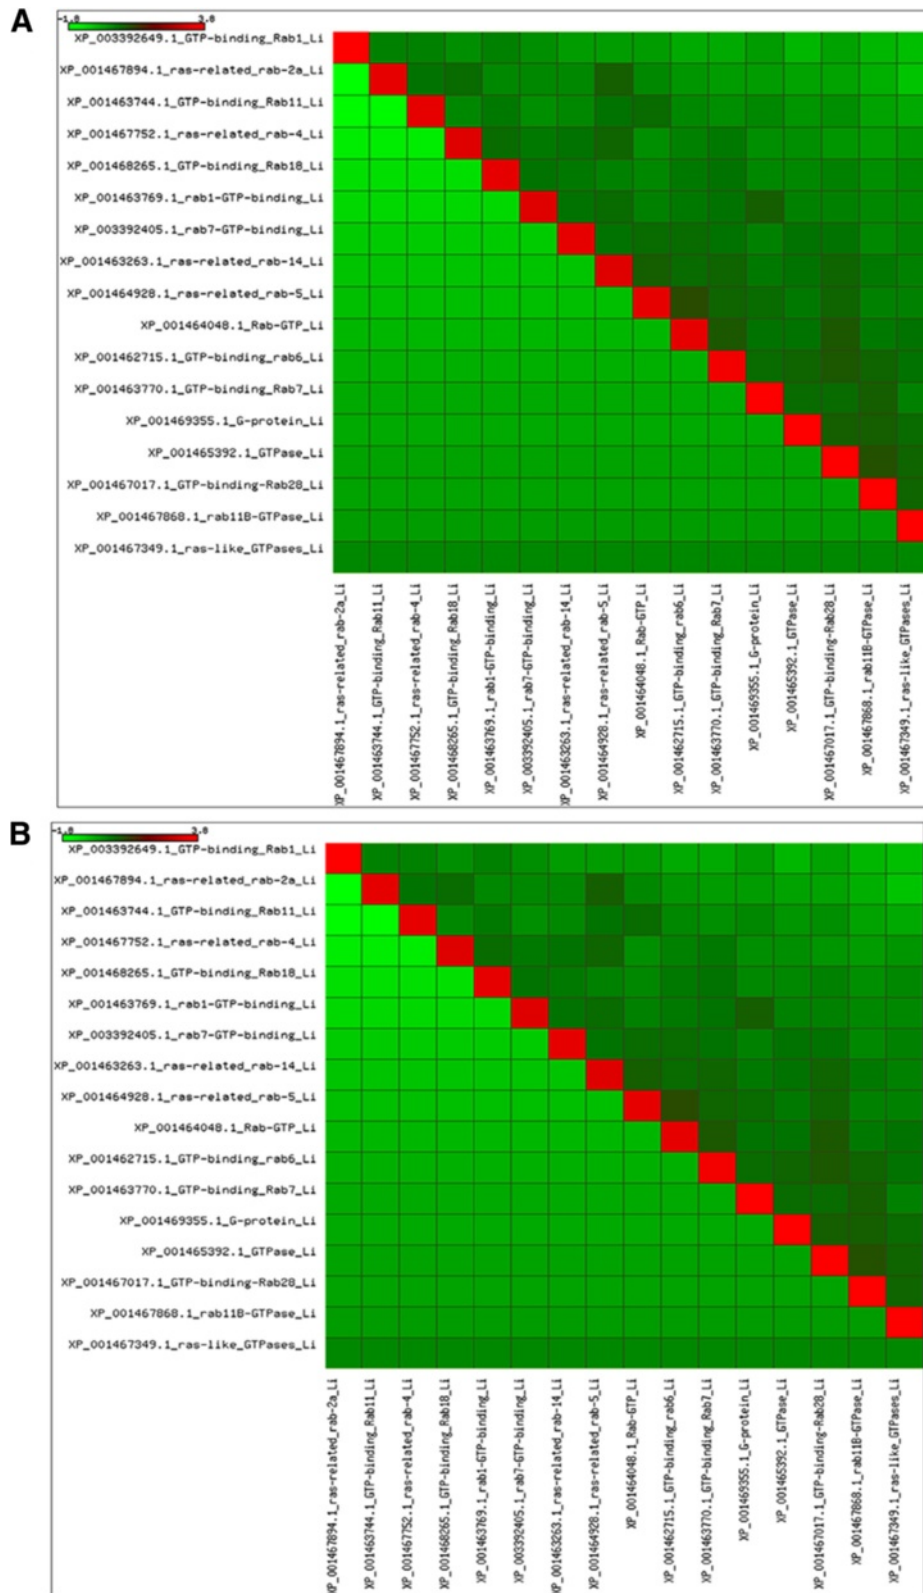 A
-1.0 3.0
XP_003392649.1_GTP-binding_Rab1_Li
XP_001467894.1_ras-related_rab-2a_Li
XP_001463744.1_GTP-binding_Rab11_Li
XP_001467752.1_ras-related_rab-4_Li
XP_001468265.1_GTP-binding_Rab18_Li
XP_001463769.1_rab1-GTP-binding_Li
XP_003392405.1_rab7-GTP-binding_Li
XP_001463263.1_ras-related_rab-14_Li
XP_001464928.1_ras-related_rab-5_Li
XP_001464048.1_Rab-GTP_Li
XP_001462715.1_GTP-binding_rab6_Li
XP_001463770.1_GTP-binding_Rab7_Li
XP_001469355.1_G-protein_Li
XP_001465392.1_GTPase_Li
XP_001467017.1_GTP-binding-Rab28_Li
XP_001467868.1_rab11B-GTPase_Li
XP_001467349.1_ras-like_GTPases_Li
XP_001467894.1_ras-related_rab-2a_Li
XP_001463744.1_GTP-binding_Rab11_Li
XP_001467752.1_ras-related_rab-4_Li
XP_001468265.1_GTP-binding_Rab18_Li
XP_001463769.1_rab1-GTP-binding_Li
XP_003392405.1_rab7-GTP-binding_Li
XP_001463263.1_ras-related_rab-14_Li
XP_001464928.1_ras-related_rab-5_Li
XP_001464048.1_Rab-GTP_Li
XP_001462715.1_GTP-binding_rab6_Li
XP_001463770.1_GTP-binding_Rab7_Li
XP_001469355.1_G-protein_Li
XP_001465392.1_GTPase_Li
XP_001467017.1_GTP-binding-Rab28_Li
XP_001467868.1_rab11B-GTPase_Li
XP_001467349.1_ras-like_GTPases_Li
B
-1.0 3.0
XP_003392649.1_GTP-binding_Rab1_Li
XP_001467894.1_ras-related_rab-2a_Li
XP_001463744.1_GTP-binding_Rab11_Li
XP_001467752.1_ras-related_rab-4_Li
XP_001468265.1_GTP-binding_Rab18_Li
XP_001463769.1_rab1-GTP-binding_Li
XP_003392405.1_rab7-GTP-binding_Li
XP_001463263.1_ras-related_rab-14_Li
XP_001464928.1_ras-related_rab-5_Li
XP_001464048.1_Rab-GTP_Li
XP_001462715.1_GTP-binding_rab6_Li
XP_001463770.1_GTP-binding_Rab7_Li
XP_001469355.1_G-protein_Li
XP_001465392.1_GTPase_Li
XP_001467017.1_GTP-binding-Rab28_Li
XP_001467868.1_rab11B-GTPase_Li
XP_001467349.1_ras-like_GTPases_Li
XP_001467894.1_ras-related_rab-2a_Li
XP_001463744.1_GTP-binding_Rab11_Li
XP_001467752.1_ras-related_rab-4_Li
XP_001468265.1_GTP-binding_Rab18_Li
XP_001463769.1_rab1-GTP-binding_Li
XP_003392405.1_rab7-GTP-binding_Li
XP_001463263.1_ras-related_rab-14_Li
XP_001464928.1_ras-related_rab-5_Li
XP_001464048.1_Rab-GTP_Li
XP_001462715.1_GTP-binding_rab6_Li
XP_001463770.1_GTP-binding_Rab7_Li
XP_001469355.1_G-protein_Li
XP_001465392.1_GTPase_Li
XP_001467017.1_GTP-binding-Rab28_Li
XP_001467868.1_rab11B-GTPase_Li
XP_001467349.1_ras-like_GTPases_Li